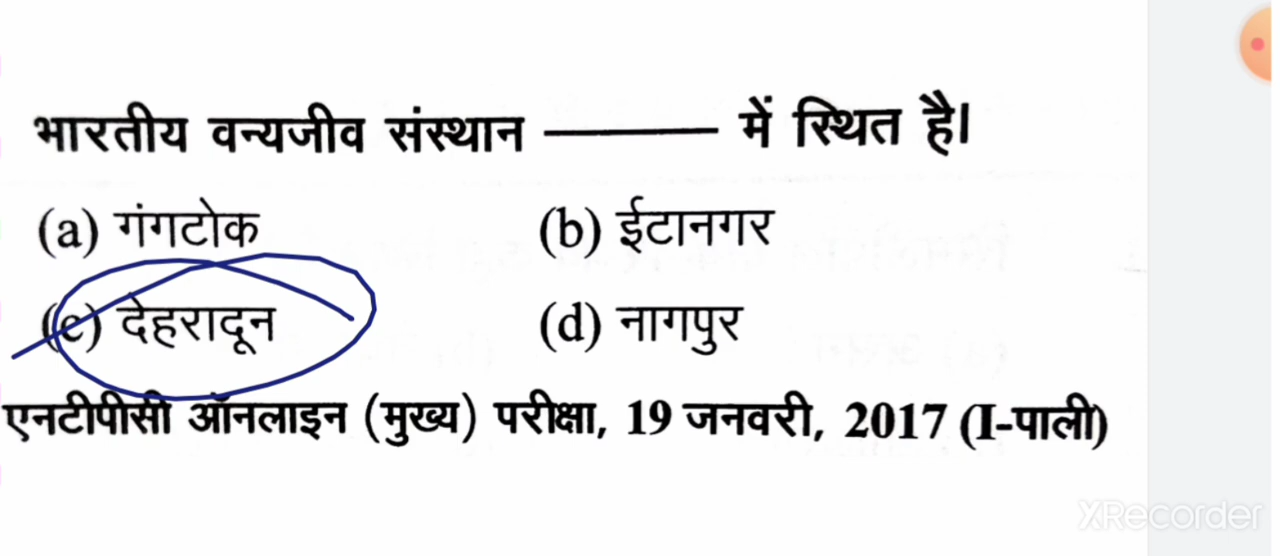 भारतीय वन्यजीव संस्थान ——— में स्थित है।
(a) गंगटोक (b) ईटानगर
(c) देहरादून (d) नागपुर
एनटीपीसी ऑनलाइन (मुख्य) परीक्षा, 19 जनवरी, 2017 (I-पाली)
XRecorder